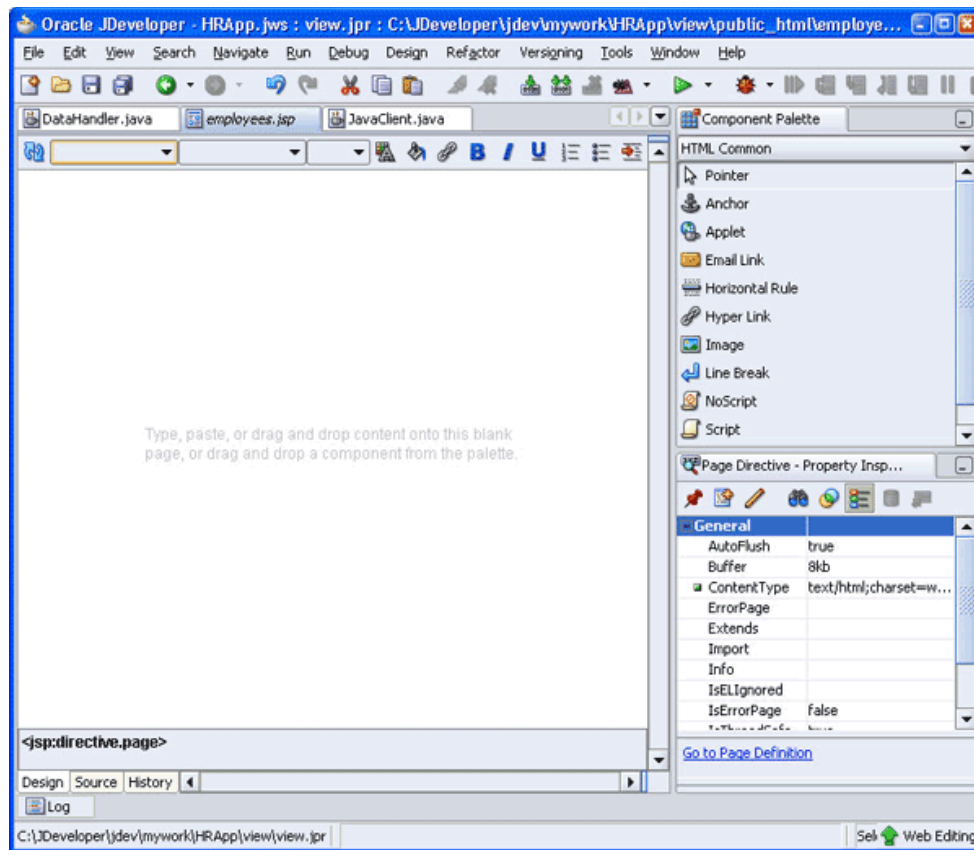 Oracle JDeveloper - HRApp.jws : view.jpr : C:\JDeveloper\jdev\mywork\HRApp\view\public_html\employe...
File Edit View Search Navigate Run Debug Design Refactor Versioning Tools Window Help
DataHandler.java employees.jsp JavaClient.java
Component Palette
HTML Common
B I U
Pointer
Anchor
Applet
Email Link
Horizontal Rule
Hyper Link
Image
Line Break
NoScript
Script
Type, paste, or drag and drop content onto this blank
page, or drag and drop a component from the palette.
Page Directive - Property Insp...
General
AutoFlush true
Buffer 8kb
ContentType text/html;charset=w...
ErrorPage
Extends
Import
Info
IsELIgnored
IsErrorPage false
<jsp:directive.page>
Go to Page Definition
Design Source History
Log
C:\JDeveloper\jdev\mywork\HRApp\view\view.jpr
Web Editing